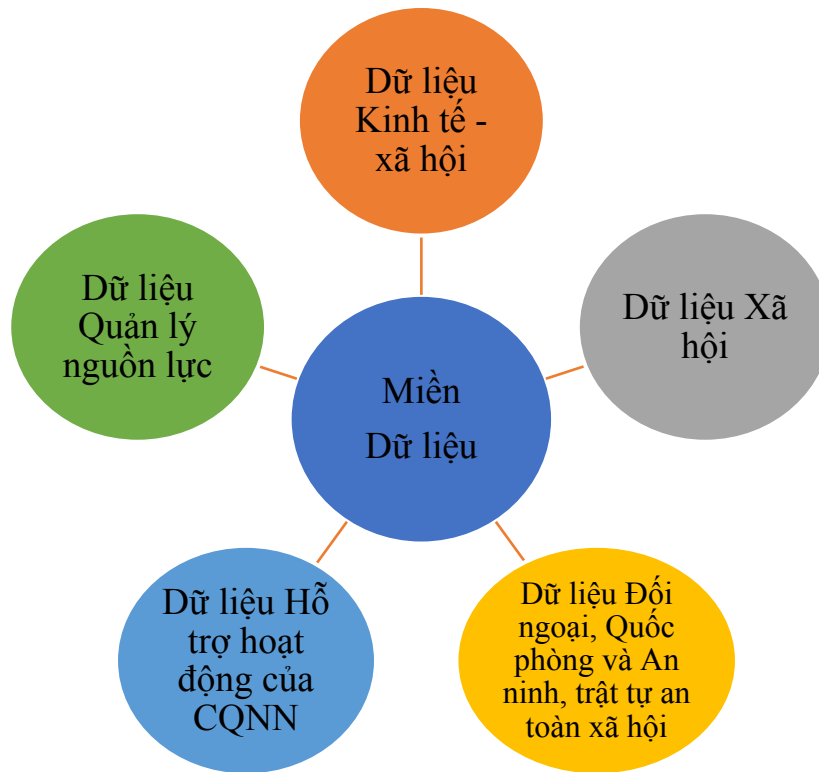 Dữ liệu
Kinh tế -
xã hội
Dữ liệu
Quản lý
nguồn lực
Dữ liệu Xã
hội
Miền
Dữ liệu
Dữ liệu Hỗ
trợ hoạt
động của
CQNN
Dữ liệu Đối
ngoại, Quốc
phòng và An
ninh, trật tự an
toàn xã hội